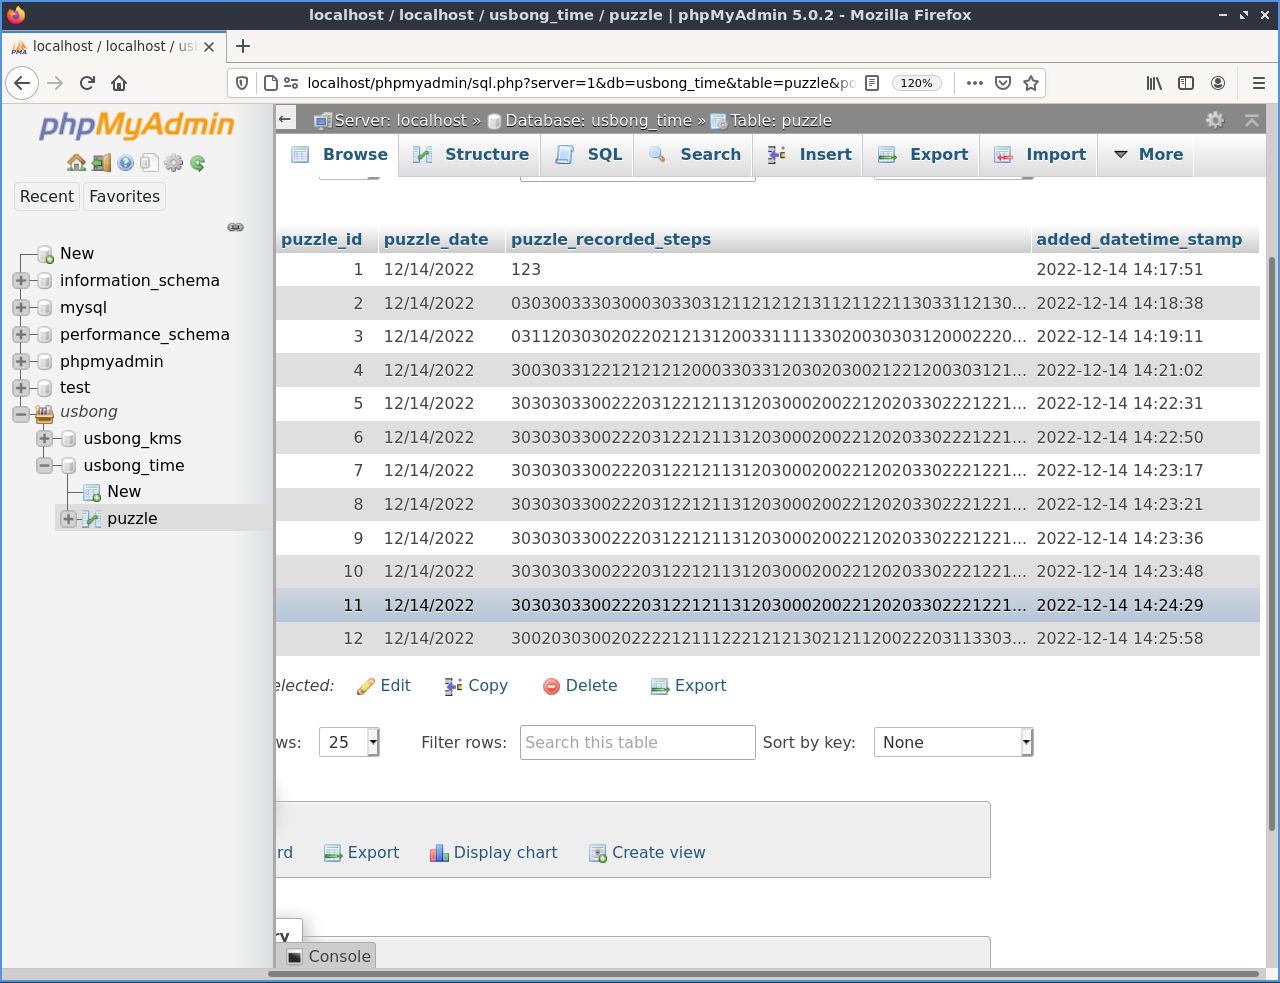 localhost / localhost / usbong_time / puzzle | phpMyAdmin 5.0.2 - Mozilla Firefox
localhost / localhost / usb
localhost/phpmyadmin/sql.php?server=1&db=usbong_time&table=puzzle&po
120%
phpMyAdmin
Recent
Favorites
New
information_schema
mysql
performance_schema
phpmyadmin
test
usbong
usbong_kms
usbong_time
New
puzzle
Server: localhost » Database: usbong_time » Table: puzzle
Browse Structure SQL Search Insert Export Import More
puzzle_id puzzle_date puzzle_recorded_steps added_datetime_stamp
1 12/14/2022 123 2022-12-14 14:17:51
2 12/14/2022 03030033303000303303121121212131121122113033112130... 2022-12-14 14:18:38
3 12/14/2022 03112030302022021213120033111133020030303120002220... 2022-12-14 14:19:11
4 12/14/2022 30030331221212121200033033120302030021221200303121... 2022-12-14 14:21:02
5 12/14/2022 30303033002220312212113120300020022120203302221221... 2022-12-14 14:22:31
6 12/14/2022 30303033002220312212113120300020022120203302221221... 2022-12-14 14:22:50
7 12/14/2022 30303033002220312212113120300020022120203302221221... 2022-12-14 14:23:17
8 12/14/2022 30303033002220312212113120300020022120203302221221... 2022-12-14 14:23:21
9 12/14/2022 30303033002220312212113120300020022120203302221221... 2022-12-14 14:23:36
10 12/14/2022 30303033002220312212113120300020022120203302221221... 2022-12-14 14:23:48
11 12/14/2022 30303033002220312212113120300020022120203302221221... 2022-12-14 14:24:29
12 12/14/2022 30020303002022221211122212121302121120022203113303... 2022-12-14 14:25:58
elected: Edit Copy Delete Export
ws: 25 Filter rows: Search this table Sort by key: None
rd Export Display chart Create view
ry
Console